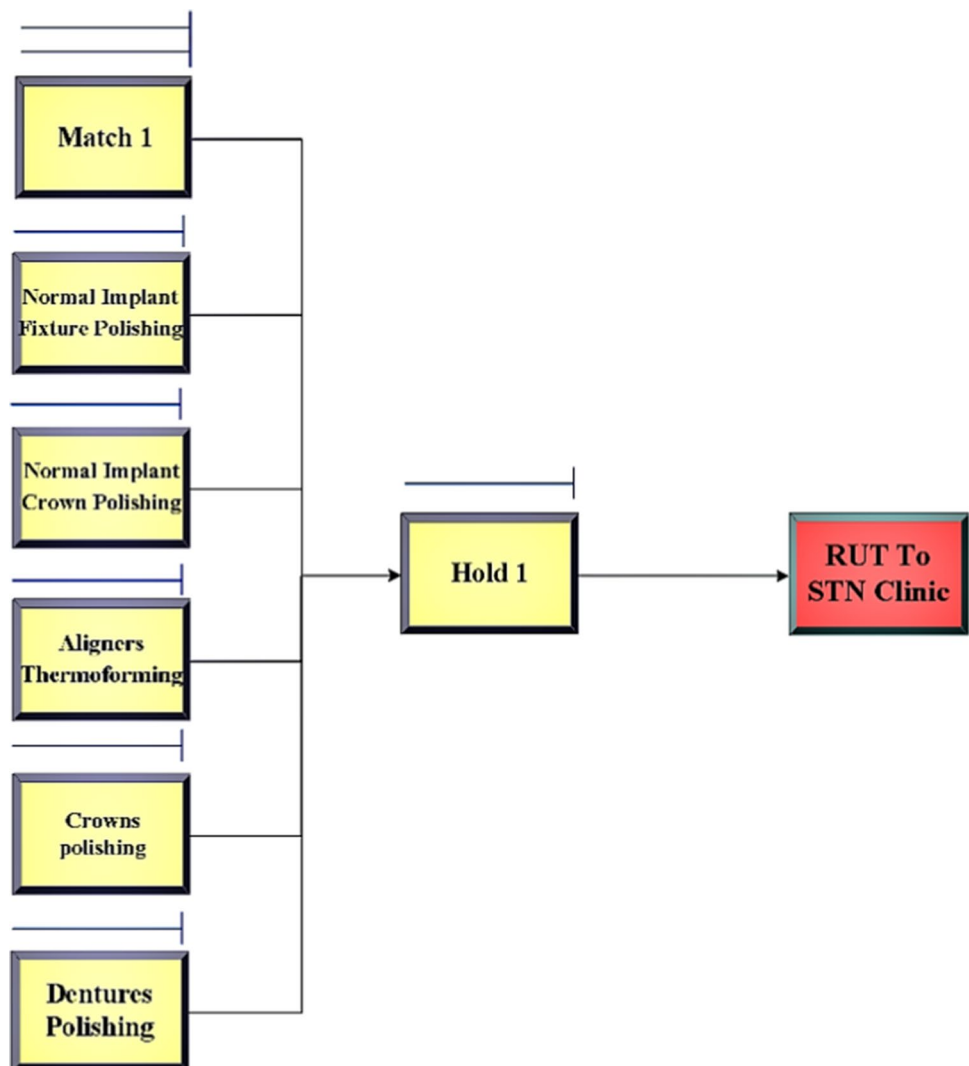 Match 1
Normal Implant
Fixture Polishing
Normal Implant
Crown Polishing
Aligners
Thermoforming
Crowns
polishing
Dentures
Polishing
Hold 1
RUT To
STN Clinic